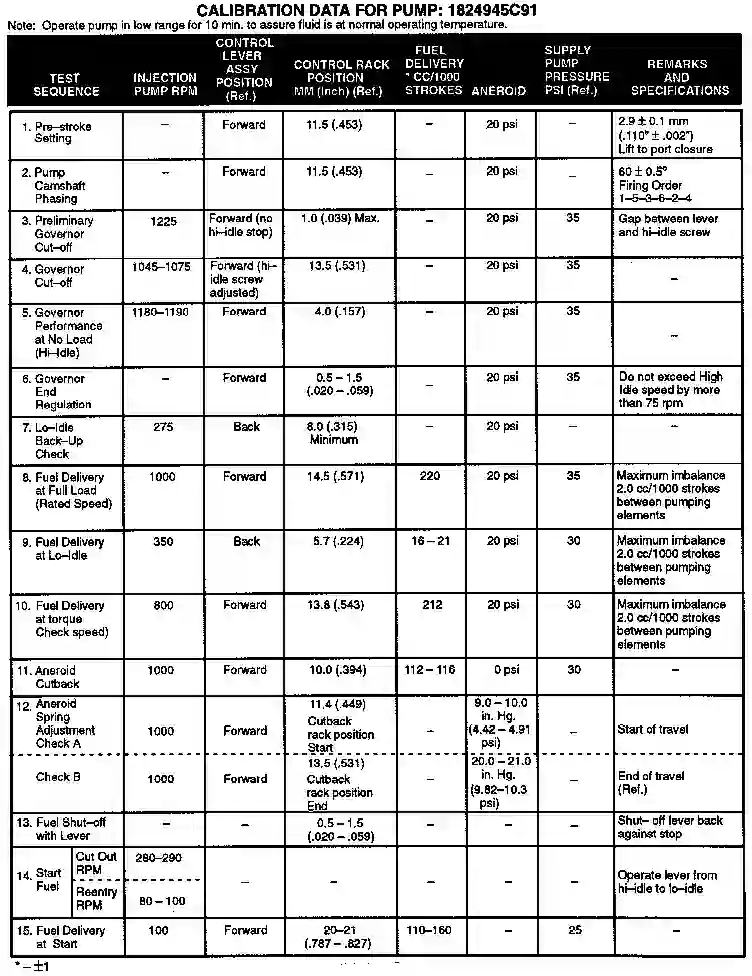 CALIBRATION DATA FOR PUMP: 1824945C91
Note: Operate pump in low range for 10 min. to assure fluid is at normal operating temperature.
TEST SEQUENCE | INJECTION PUMP RPM | CONTROL LEVER ASSY POSITION (Ref.) | CONTROL RACK POSITION MM (Inch) (Ref.) | FUEL DELIVERY * CC/1000 STROKES | ANEROID | SUPPLY PUMP PRESSURE PSI (Ref.) | REMARKS AND SPECIFICATIONS
1. Pre–stroke Setting | – | Forward | 11.5 (.453) | – | 20 psi | – | 2.9 ± 0.1 mm (.110" ± .002") Lift to port closure
2. Pump Camshaft Phasing | – | Forward | 11.5 (.453) | – | 20 psi | – | 60 ± 0.5° Firing Order 1–5–3–6–2–4
3. Preliminary Governor Cut–off | 1225 | Forward (no hi–idle stop) | 1.0 (.039) Max. | – | 20 psi | 35 | Gap between lever and hi–idle screw
4. Governor Cut–off | 1045–1075 | Forward (hi–idle screw adjusted) | 13.5 (.531) | – | 20 psi | 35 | –
5. Governor Performance at No Load (Hi–Idle) | 1180–1190 | Forward | 4.0 (.157) | – | 20 psi | 35 | –
6. Governor End Regulation | – | Forward | 0.5 – 1.5 (.020 – .059) | – | 20 psi | 35 | Do not exceed High Idle speed by more than 75 rpm
7. Lo–Idle Back–Up Check | 275 | Back | 8.0 (.315) Minimum | – | 20 psi | – | –
8. Fuel Delivery at Full Load (Rated Speed) | 1000 | Forward | 14.5 (.571) | 220 | 20 psi | 35 | Maximum imbalance 2.0 cc/1000 strokes between pumping elements
9. Fuel Delivery at Lo–Idle | 350 | Back | 5.7 (.224) | 16 – 21 | 20 psi | 30 | Maximum imbalance 2.0 cc/1000 strokes between pumping elements
10. Fuel Delivery at torque Check speed) | 800 | Forward | 13.8 (.543) | 212 | 20 psi | 30 | Maximum imbalance 2.0 cc/1000 strokes between pumping elements
11. Aneroid Cutback | 1000 | Forward | 10.0 (.394) | 112 – 116 | 0 psi | 30 | –
12. Aneroid Spring Adjustment Check A | 1000 | Forward | 11.4 (.449) Cutback rack position Start | – | 9.0 – 10.0 in. Hg. (4.42 – 4.91 psi) | – | Start of travel
Check B | 1000 | Forward | 13.5 (.531) Cutback rack position End | – | 20.0 – 21.0 in. Hg. (9.82–10.3 psi) | – | End of travel (Ref.)
13. Fuel Shut–off with Lever | – | – | 0.5 – 1.5 (.020 – .059) | – | – | – | Shut– off lever back against stop
14. Start Fuel | Cut Out RPM | 280–290 | – | – | – | – | – | Operate lever from hi–idle to lo–idle
Reentry RPM | 80 – 100
15. Fuel Delivery at Start | 100 | Forward | 20–21 (.787 – .827) | 110–160 | – | 25 | –
* – ±1